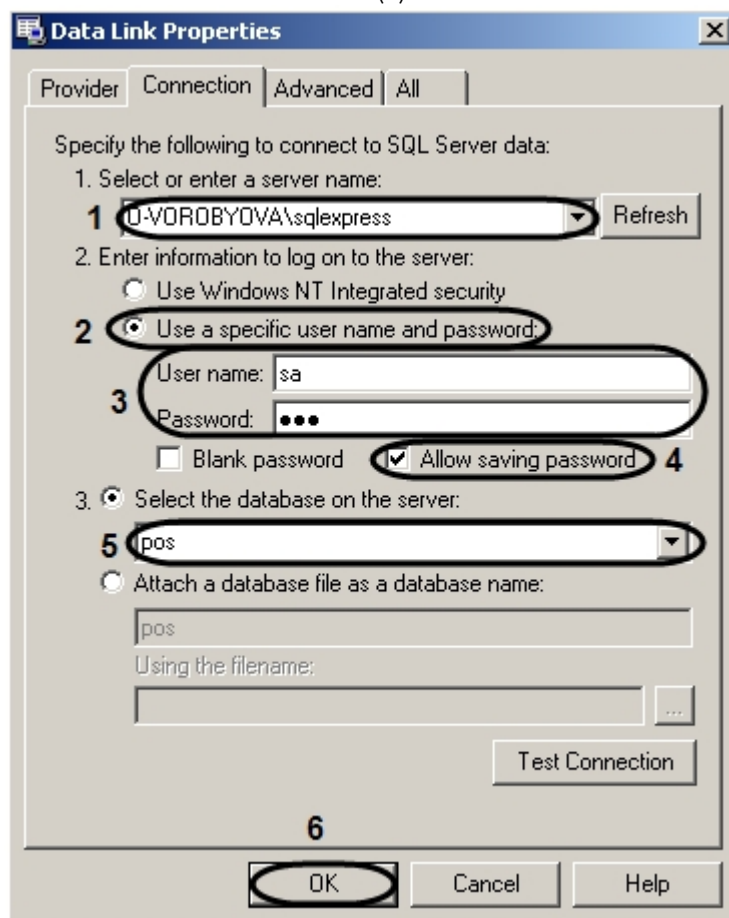 Data Link Properties
Provider Connection Advanced All
Specify the following to connect to SQL Server data:
1. Select or enter a server name:
1 O-VOROBYOVA\sqlexpress Refresh
2. Enter information to log on to the server:
Use Windows NT Integrated security
2 Use a specific user name and password:
User name: sa
3
Password: •••
Blank password Allow saving password 4
3. Select the database on the server:
5 pos
Attach a database file as a database name:
pos
Using the filename:
...
Test Connection
6
OK Cancel Help